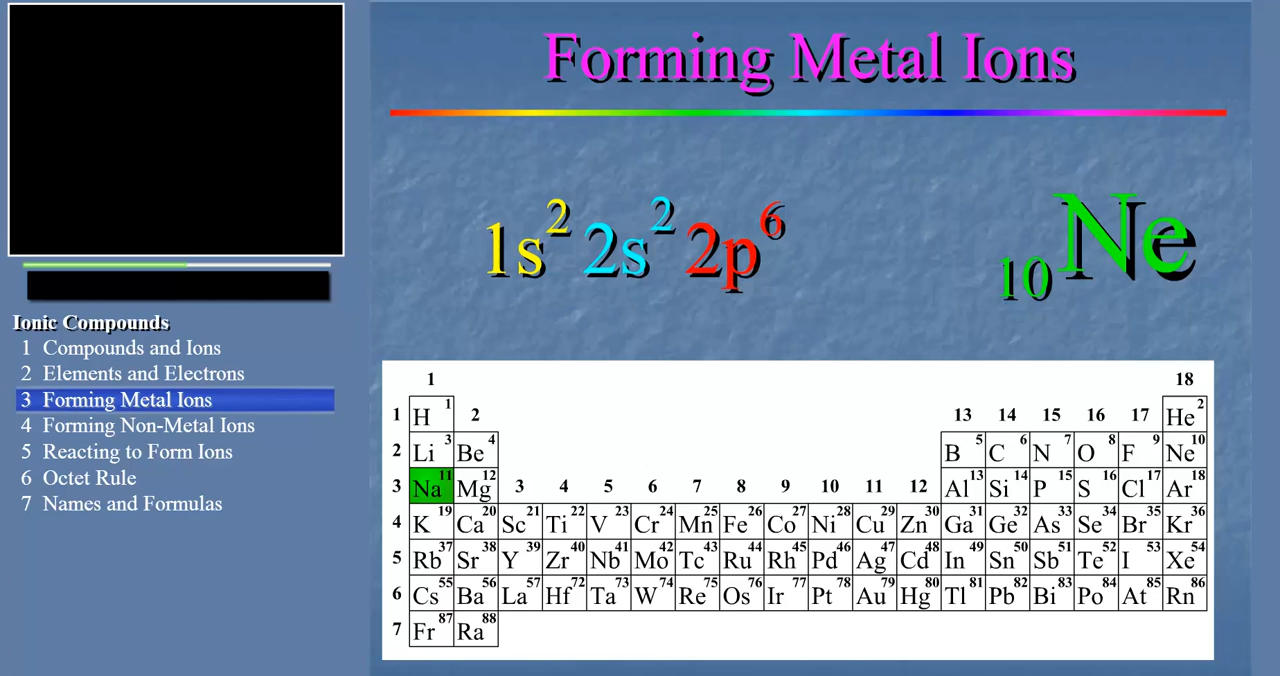 Forming Metal Ions
1s² 2s² 2p⁶
₁₀Ne
Ionic Compounds
1 Compounds and Ions
2 Elements and Electrons
3 Forming Metal Ions
4 Forming Non-Metal Ions
5 Reacting to Form Ions
6 Octet Rule
7 Names and Formulas
1 18
1 H 1 2 13 14 15 16 17 He 2
2 Li 3 Be 4 B 5 C 6 N 7 O 8 F 9 Ne 10
3 Na 11 Mg 12 3 4 5 6 7 8 9 10 11 12 Al 13 Si 14 P 15 S 16 Cl 17 Ar 18
4 K 19 Ca 20 Sc 21 Ti 22 V 23 Cr 24 Mn 25 Fe 26 Co 27 Ni 28 Cu 29 Zn 30 Ga 31 Ge 32 As 33 Se 34 Br 35 Kr 36
5 Rb 37 Sr 38 Y 39 Zr 40 Nb 41 Mo 42 Tc 43 Ru 44 Rh 45 Pd 46 Ag 47 Cd 48 In 49 Sn 50 Sb 51 Te 52 I 53 Xe 54
6 Cs 55 Ba 56 La 57 Hf 72 Ta 73 W 74 Re 75 Os 76 Ir 77 Pt 78 Au 79 Hg 80 Tl 81 Pb 82 Bi 83 Po 84 At 85 Rn 86
7 Fr 87 Ra 88